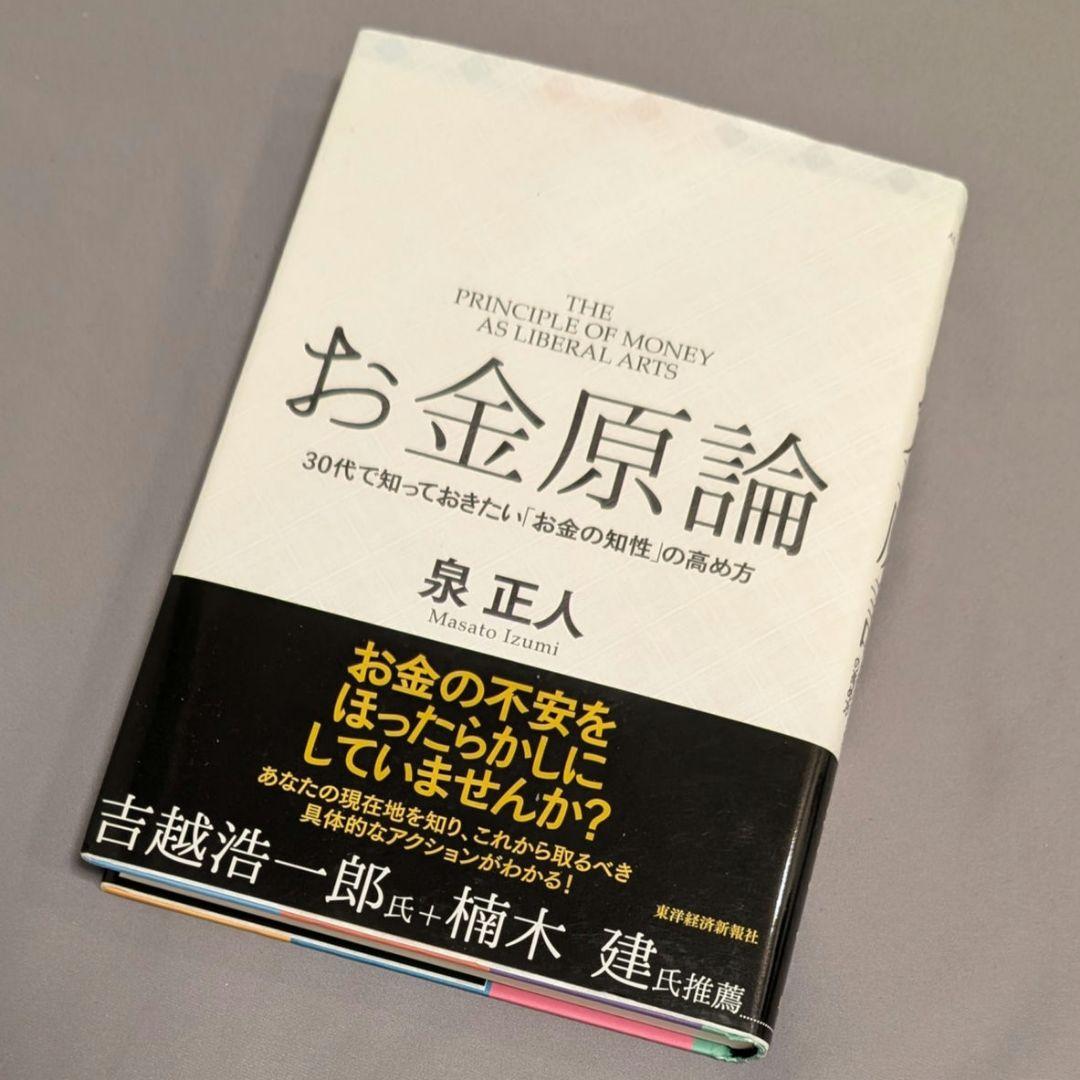 THE
PRINCIPLE OF MONEY
AS LIBERAL ARTS
お金原論
30代で知っておきたい「お金の知性」の高め方
泉 正人
Masato Izumi
お金の不安を
ほったらかしに
していませんか?
あなたの現在地を知り、これから取るべき
具体的なアクションがわかる!
吉越浩一郎氏+楠木 建氏推薦
東洋経済新報社